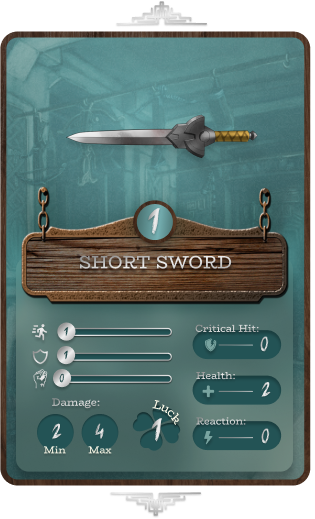 1
SHORT SWORD
1
1
0
Critical Hit:
0
Health:
2
Reaction:
0
Damage:
2 4
Min Max
Luck
1